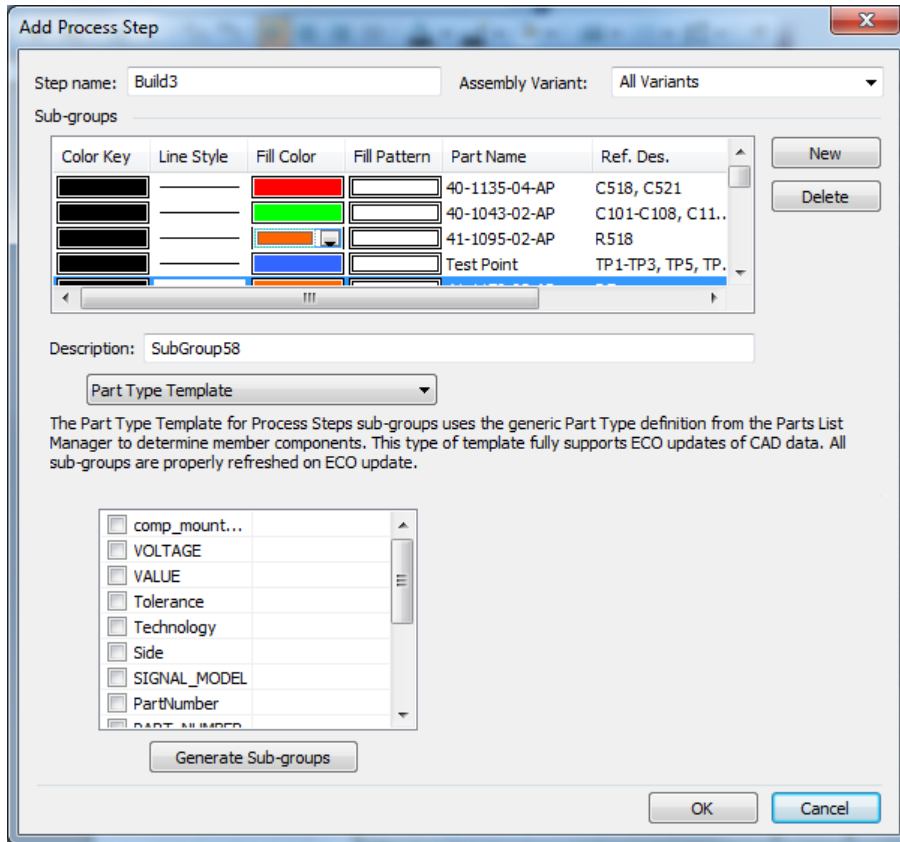 Add Process Step
Step name: Build3 Assembly Variant: All Variants
Sub-groups
Color Key Line Style Fill Color Fill Pattern Part Name Ref. Des. New
40-1135-04-AP C518, C521
Delete
40-1043-02-AP C101-C108, C11..
41-1095-02-AP R518
Test Point TP1-TP3, TP5, TP.
Description: SubGroup58
Part Type Template
The Part Type Template for Process Steps sub-groups uses the generic Part Type definition from the Parts List
Manager to determine member components. This type of template fully supports ECO updates of CAD data. All
sub-groups are properly refreshed on ECO update.
comp_mount...
VOLTAGE
VALUE
Tolerance
Technology
Side
SIGNAL_MODEL
PartNumber
PART_NUMBER
Generate Sub-groups
OK Cancel